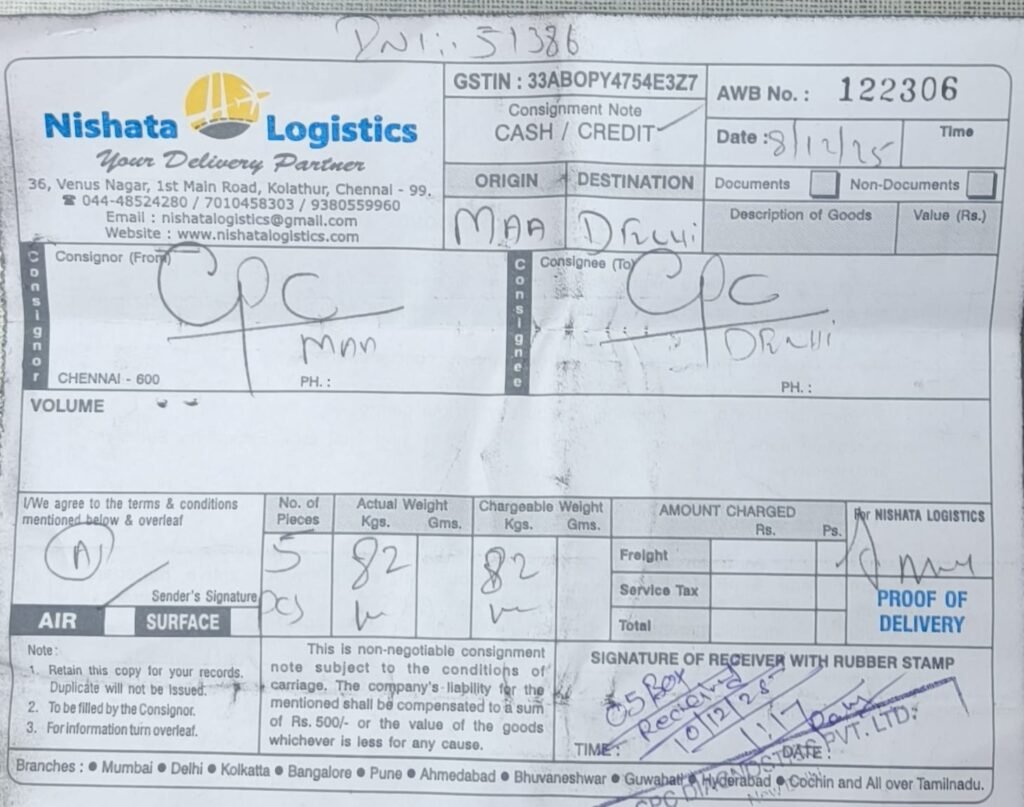 DNI:. 51386
Nishata Logistics
Your Delivery Partner
36, Venus Nagar, 1st Main Road, Kolathur, Chennai - 99.
☎ 044-48524280 / 7010458303 / 9380559960
Email : nishatalogistics@gmail.com
Website : www.nishatalogistics.com
GSTIN : 33ABOPY4754E3Z7
Consignment Note
CASH / CREDIT
AWB No. : 122306
Date : 8/12/25
Time
ORIGIN DESTINATION
MAA DELHI
Documents Non-Documents
Description of Goods Value (Rs.)
Consignor
Consignor (From)
CPC
MAA
CHENNAI - 600 PH. :
Consignee
Consignee (To)
CPC
DELHI
PH. :
VOLUME
I/We agree to the terms & conditions
mentioned below & overleaf
Sender's Signature
AIR SURFACE
No. of
Pieces
5
PCS
Actual Weight
Kgs. Gms.
82
Chargeable Weight
Kgs. Gms.
82
AMOUNT CHARGED
Rs. Ps.
Freight
Service Tax
Total
For NISHATA LOGISTICS
PROOF OF
DELIVERY
Note :
1. Retain this copy for your records.
Duplicate will not be Issued.
2. To be filled by the Consignor.
3. For information turn overleaf.
This is non-negotiable consignment
note subject to the conditions of
carriage. The company's liability for the
mentioned shall be compensated to a sum
of Rs. 500/- or the value of the goods
whichever is less for any cause.
SIGNATURE OF RECEIVER WITH RUBBER STAMP
05 Box
Received
10/12/25
TIME : DATE :
CPC DIAGNOSTICS PVT. LTD.
Branches : ● Mumbai ● Delhi ● Kolkatta ● Bangalore ● Pune ● Ahmedabad ● Bhuvaneshwar ● Guwahati ● Hyderabad ● Cochin and All over Tamilnadu.